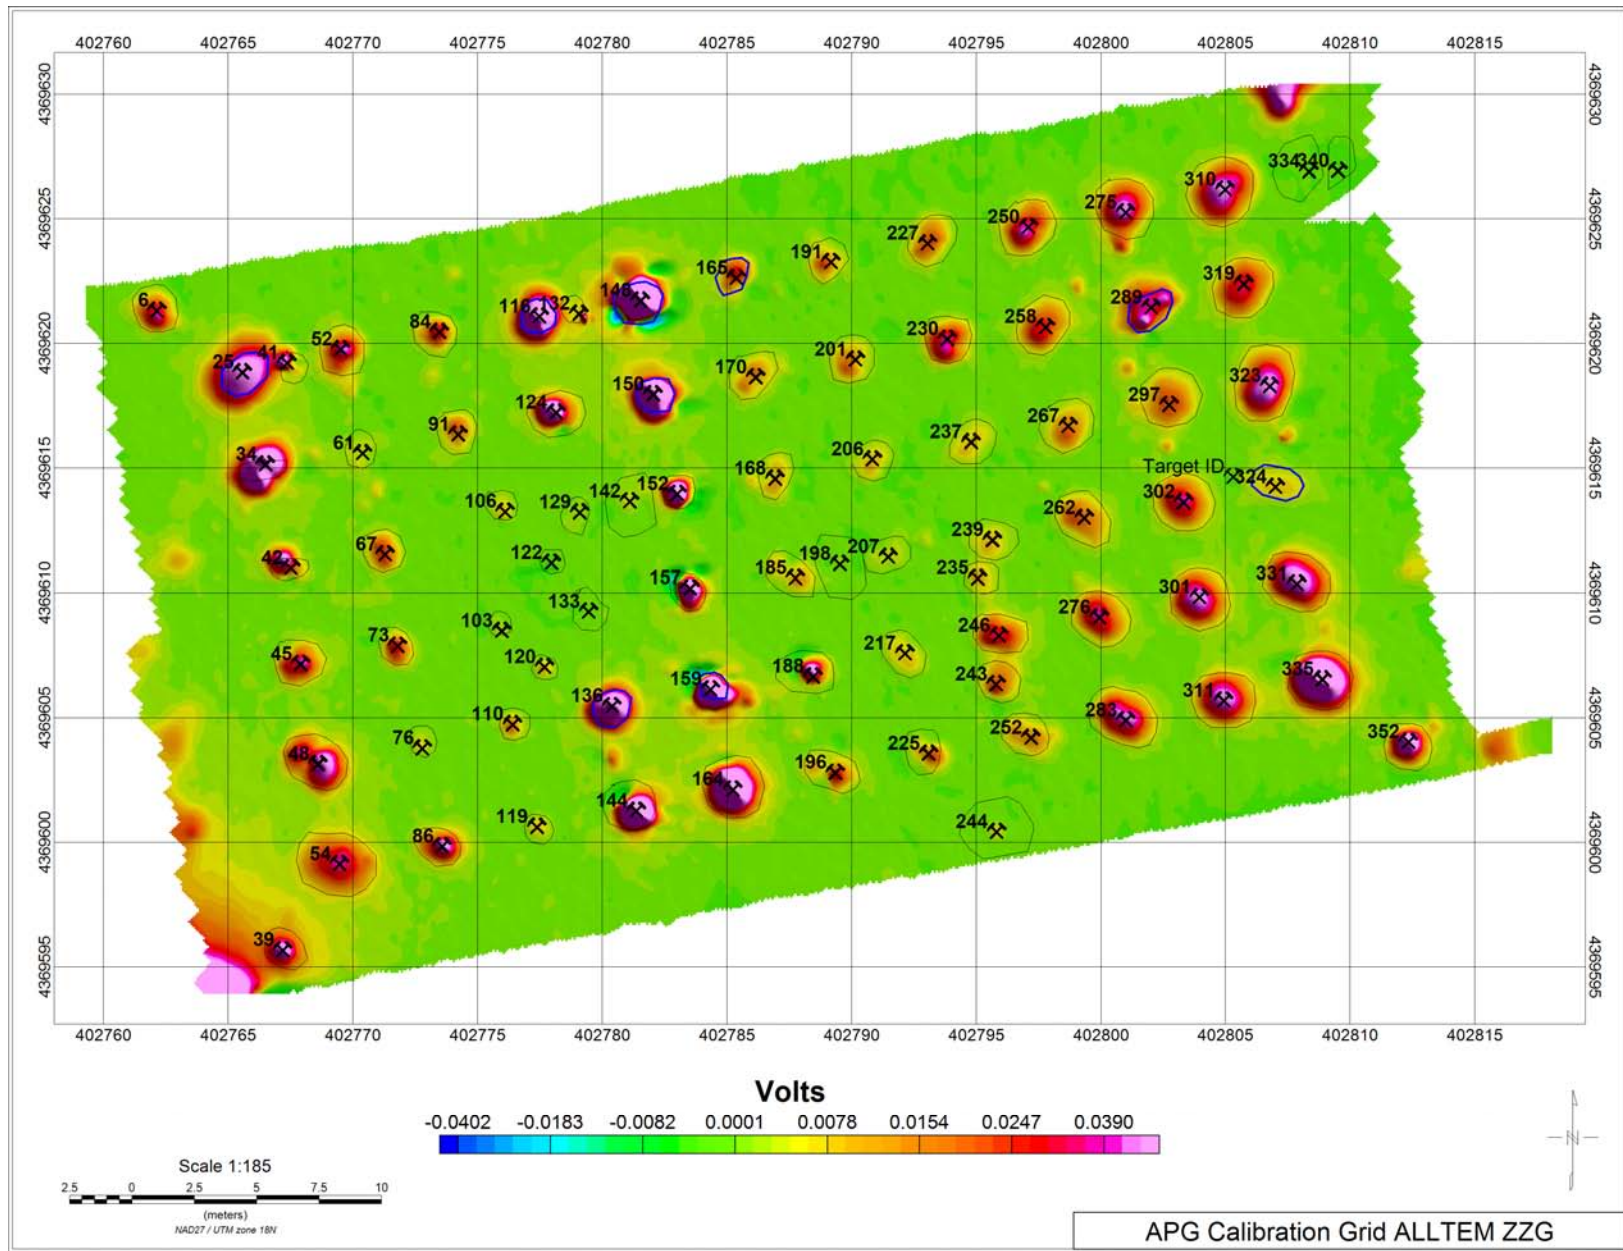 402760 402765 402770 402775 402780 402785 402790 402795 402800 402805 402810 402815
4369630 4369630
334 340
310
4369625 275 4369625
250
227
191
165
319
148
289
6 116 132
84 258
4369620 52 230 4369620
41 201
25 170
323
150
124 297
91 267
61 237
34 206
4369615 Target ID 4369615
168 324
152 302
142
106 129
262
67 239
42 122 198 207
157 185 235 331
4369610 301 4369610
133 276
103
73 246
45 120 217
188 243 335
159
136 311
110 283
4369605 76 252 352 4369605
225
48 196
164
144
119 244
4369600 86 4369600
54
39
4369595 4369595
402760 402765 402770 402775 402780 402785 402790 402795 402800 402805 402810 402815
Volts
-0.0402 -0.0183 -0.0082 0.0001 0.0078 0.0154 0.0247 0.0390
Scale 1:185
2.5 0 2.5 5 7.5 10
(meters)
NAD27 / UTM zone 18N
N
APG Calibration Grid ALLTEM ZZG